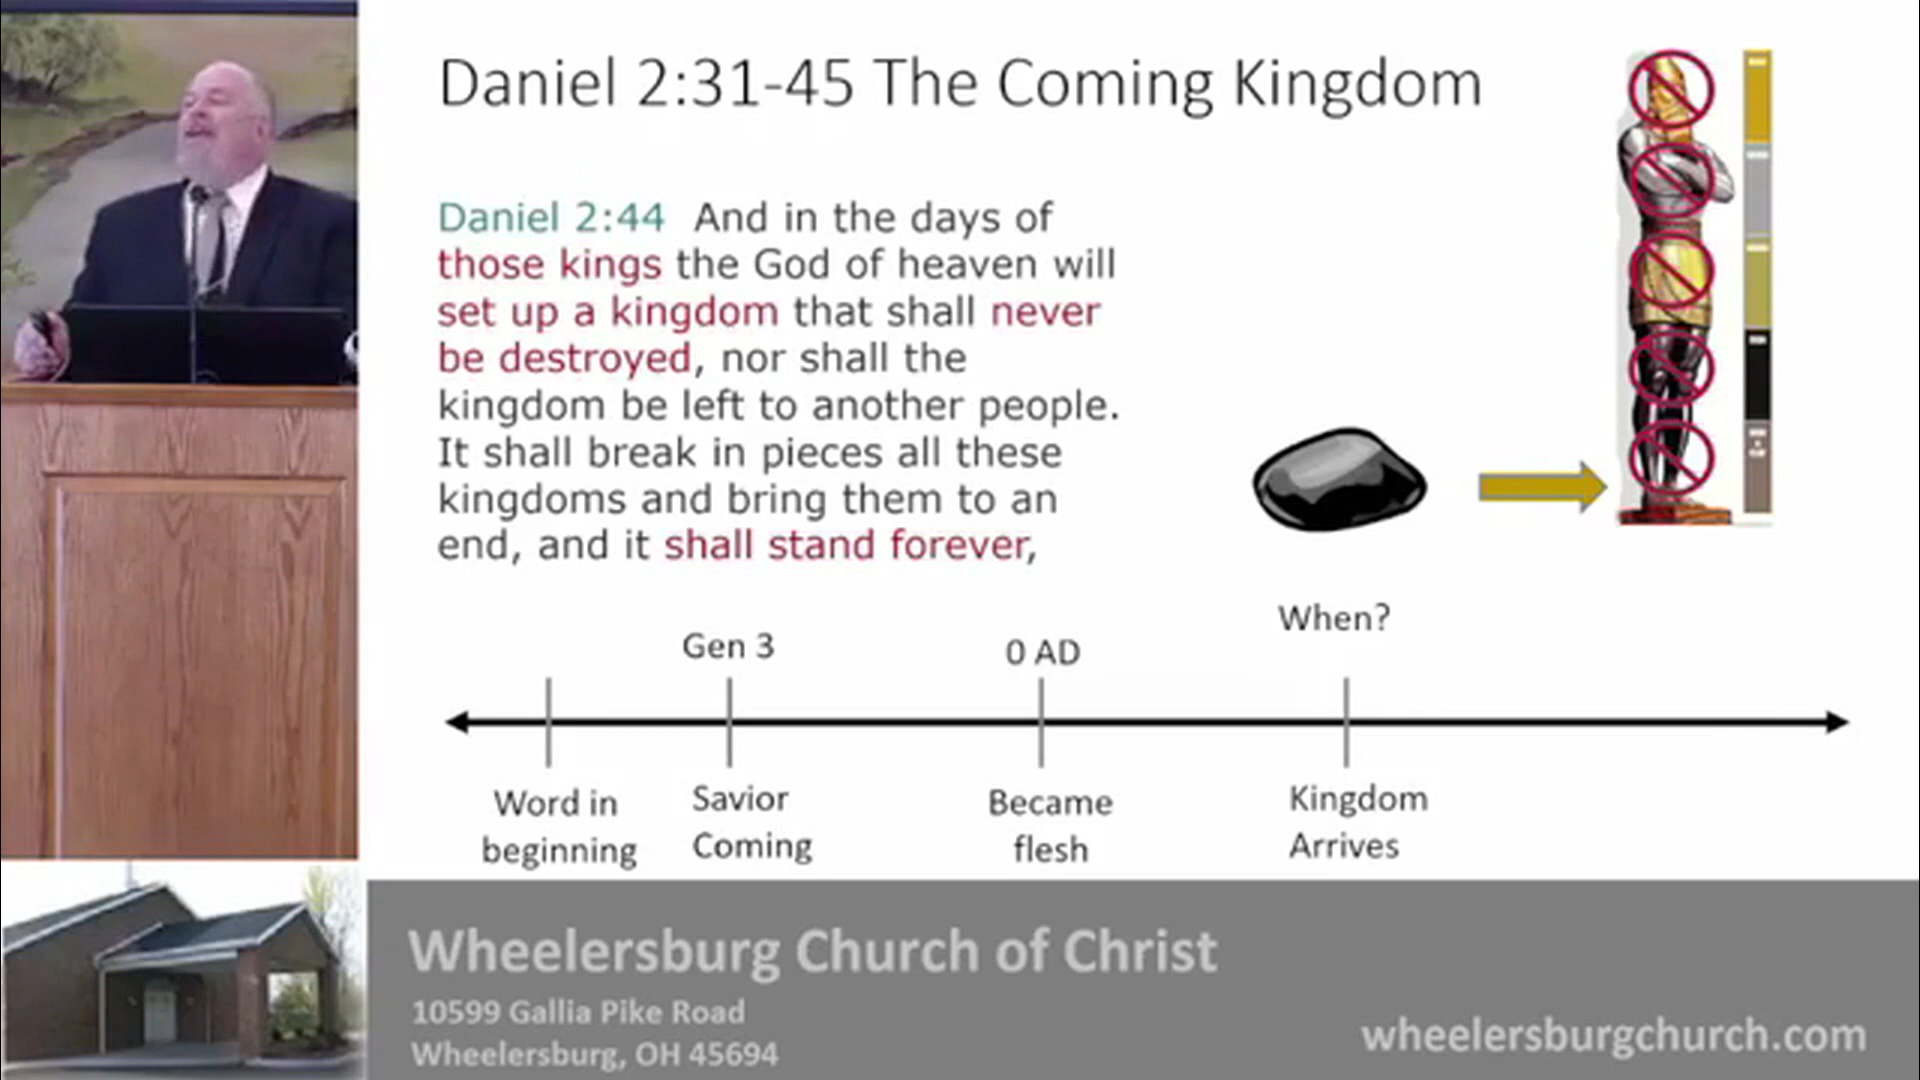 Daniel 2:31-45 The Coming Kingdom
Daniel 2:44 And in the days of
those kings the God of heaven will
set up a kingdom that shall never
be destroyed, nor shall the
kingdom be left to another people.
It shall break in pieces all these
kingdoms and bring them to an
end, and it shall stand forever,
When?
Gen 3
0 AD
Word in
beginning
Savior
Coming
Became
flesh
Kingdom
Arrives
Wheelersburg Church of Christ
10599 Gallia Pike Road
Wheelersburg, OH 45694
wheelersburgchurch.com